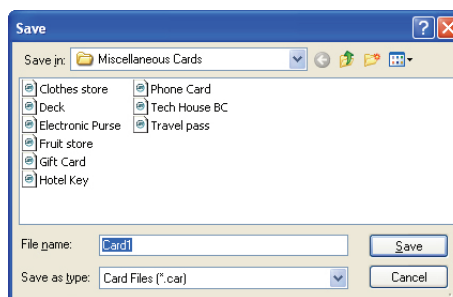 Save
Save in: Miscellaneous Cards
Clothes store
Deck
Electronic Purse
Fruit store
Gift Card
Hotel Key
Phone Card
Tech House BC
Travel pass
File name: Card1 Save
Save as type: Card Files (*.car) Cancel